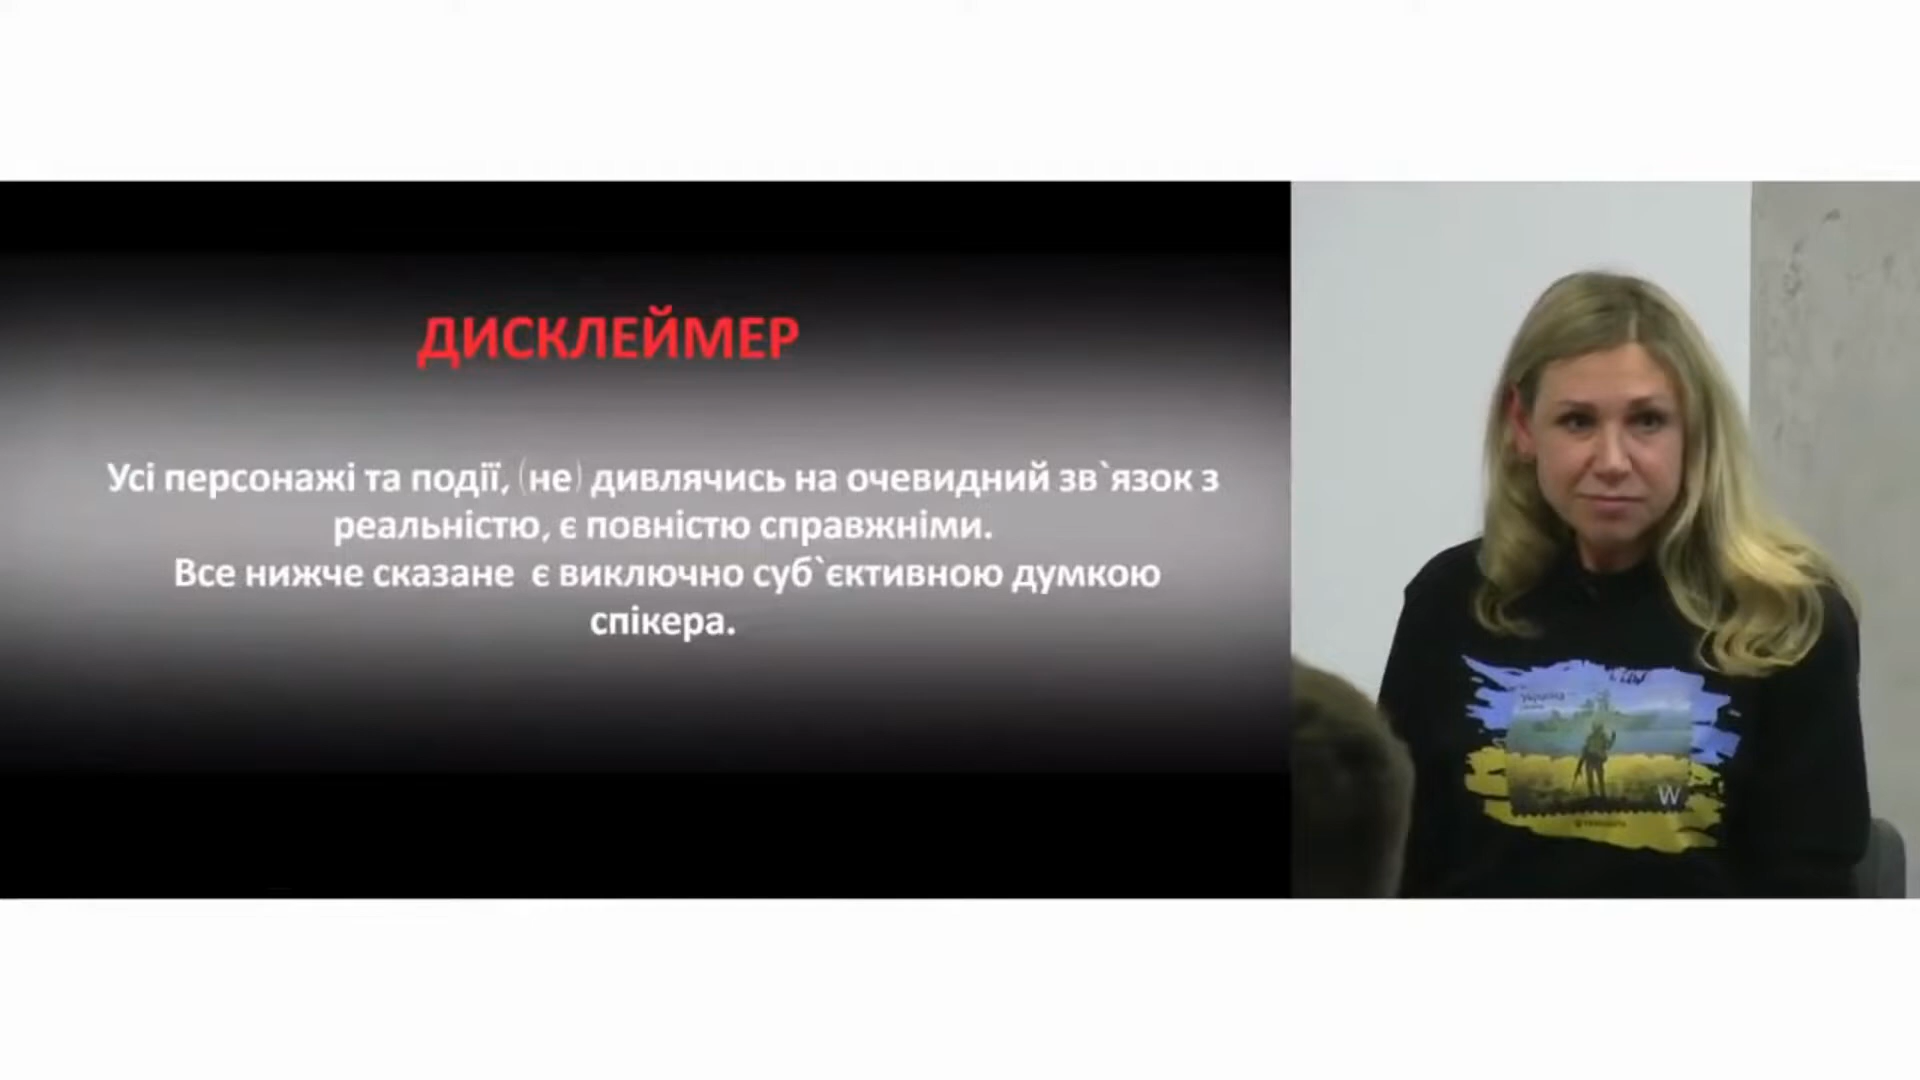 ДИСКЛЕЙМЕР
Усі персонажі та події, (не) дивлячись на очевидний зв`язок з
реальністю, є повністю справжніми.
Все нижче сказане є виключно суб`єктивною думкою
спікера.
Україна
W